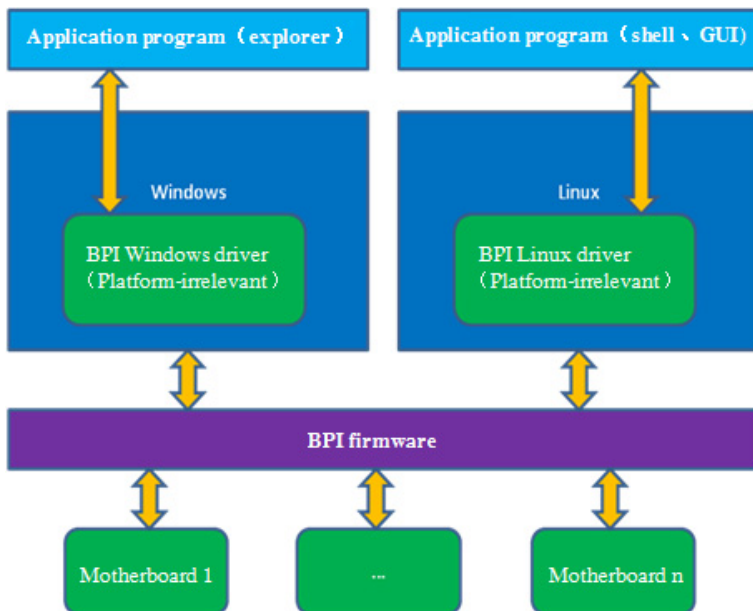 Application program（explorer）
Application program（shell、GUI)
Windows
Linux
BPI Windows driver
（Platform-irrelevant）
BPI Linux driver
（Platform-irrelevant）
BPI firmware
Motherboard 1
...
Motherboard n